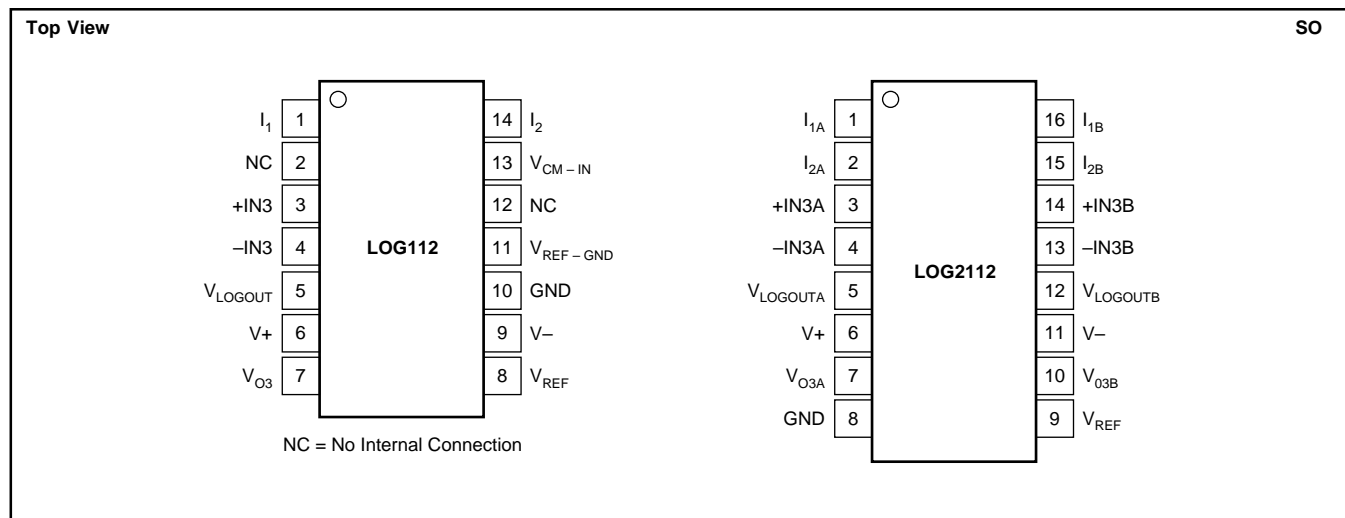 Top View
SO
I1 1
NC 2
+IN3 3
–IN3 4
VLOGOUT 5
V+ 6
VO3 7
LOG112
14 I2
13 VCM – IN
12 NC
11 VREF – GND
10 GND
9 V–
8 VREF
NC = No Internal Connection
I1A 1
I2A 2
+IN3A 3
–IN3A 4
VLOGOUTA 5
V+ 6
VO3A 7
GND 8
LOG2112
16 I1B
15 I2B
14 +IN3B
13 –IN3B
12 VLOGOUTB
11 V–
10 V03B
9 VREF